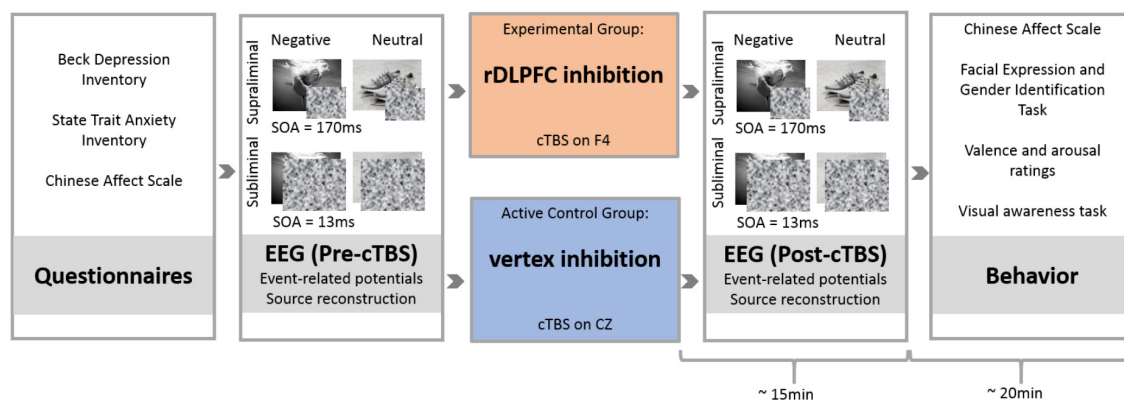 Beck Depression
Inventory
State Trait Anxiety
Inventory
Chinese Affect Scale
Questionnaires
Negative
Neutral
Supraliminal
SOA = 170ms
Subliminal
SOA = 13ms
EEG (Pre-cTBS)
Event-related potentials
Source reconstruction
Experimental Group:
rDLPFC inhibition
cTBS on F4
Active Control Group:
vertex inhibition
cTBS on CZ
Negative
Neutral
Supraliminal
SOA = 170ms
Subliminal
SOA = 13ms
EEG (Post-cTBS)
Event-related potentials
Source reconstruction
Chinese Affect Scale
Facial Expression and
Gender Identification
Task
Valence and arousal
ratings
Visual awareness task
Behavior
~ 15min
~ 20min